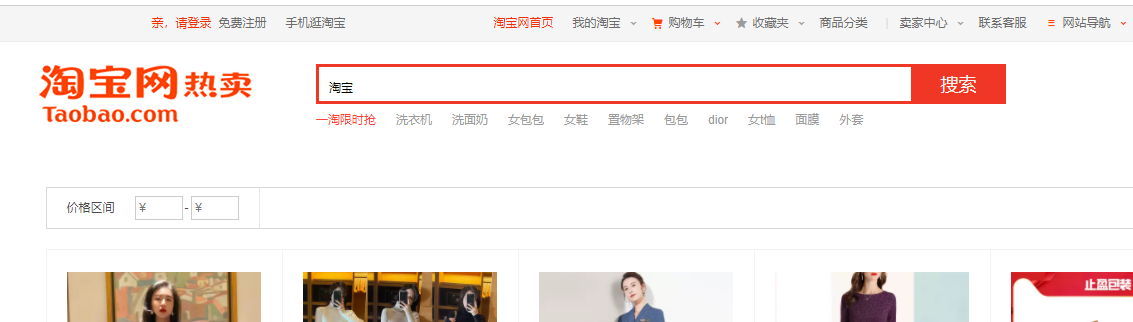 亲，请登录 免费注册 手机逛淘宝 淘宝网首页 我的淘宝 购物车 收藏夹 商品分类 卖家中心 联系客服 网站导航
淘宝网热卖
Taobao.com
淘宝 搜索
一淘限时抢 洗衣机 洗面奶 女包包 女鞋 置物架 包包 dior 女t恤 面膜 外套
价格区间 ¥ - ¥
止盈包装